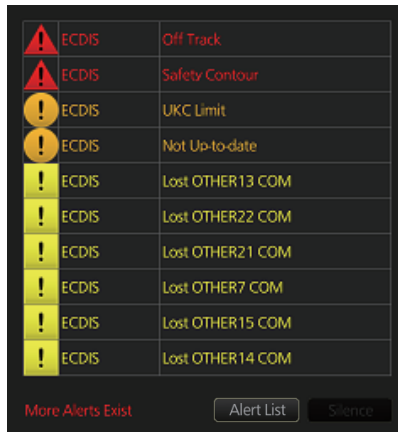 ! ECDIS Off Track
! ECDIS Safety Contour
! ECDIS UKC Limit
! ECDIS Not Up-to-date
! ECDIS Lost OTHER13 COM
! ECDIS Lost OTHER22 COM
! ECDIS Lost OTHER21 COM
! ECDIS Lost OTHER7 COM
! ECDIS Lost OTHER15 COM
! ECDIS Lost OTHER14 COM
More Alerts Exist Alert List Silence